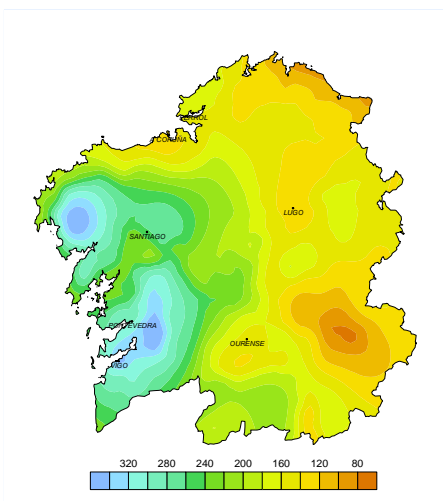 FERROL
A CORUÑA
LUGO
SANTIAGO
PONTEVEDRA
OURENSE
VIGO
320 280 240 200 160 120 80